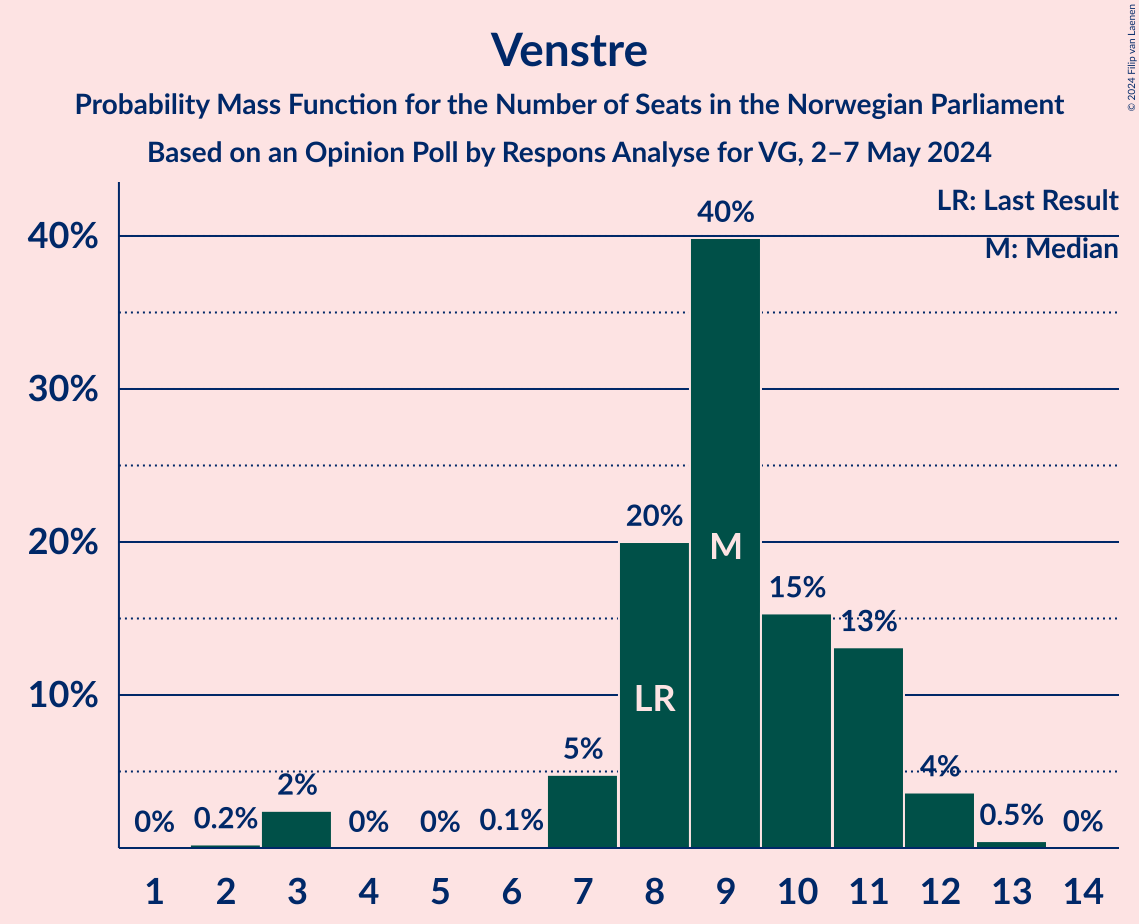 Venstre
Probability Mass Function for the Number of Seats in the Norwegian Parliament
Based on an Opinion Poll by Respons Analyse for VG, 2–7 May 2024
© 2024 Filip van Laenen
LR: Last Result
M: Median
40%
30%
20%
10%
0%
0.2%
2%
0%
0%
0.1%
5%
20%
40%
15%
13%
4%
0.5%
0%
LR
M
1 2 3 4 5 6 7 8 9 10 11 12 13 14